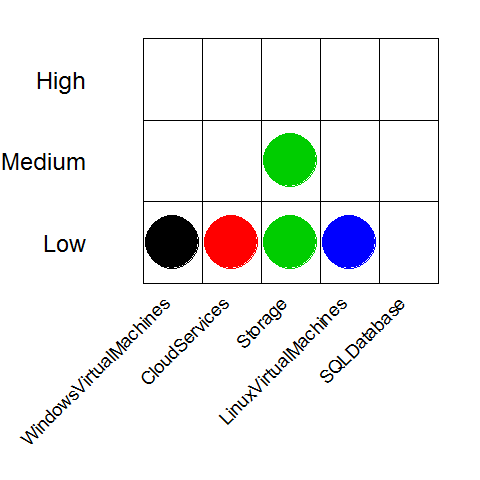 High
Medium
Low
WindowsVirtualMachines
CloudServices
Storage
LinuxVirtualMachines
SQLDatabase